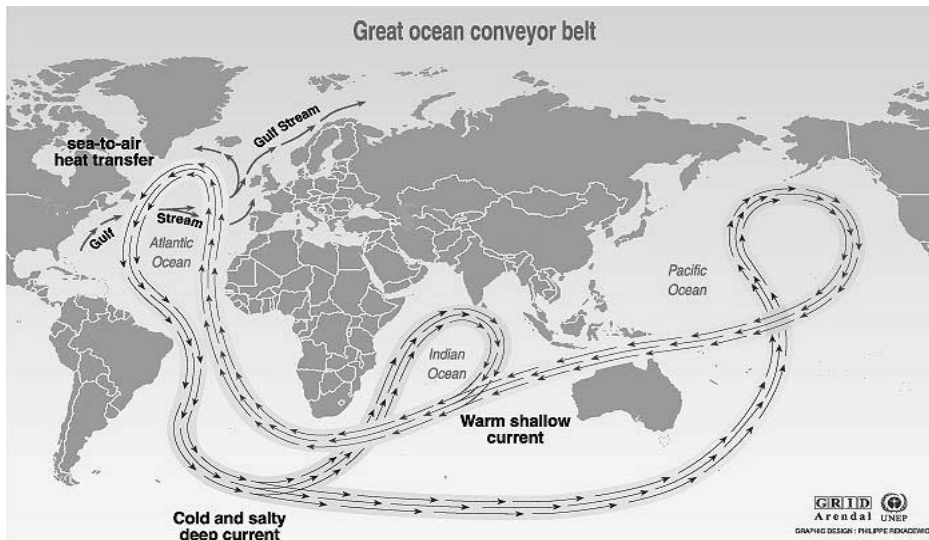 Great ocean conveyor belt
sea-to-air
heat transfer
Gulf Stream
Gulf
Stream
Atlantic
Ocean
Pacific
Ocean
Indian
Ocean
Warm shallow
current
Cold and salty
deep current
GRID
Arendal
UNEP
GRAPHIC DESIGN : PHILIPPE REKACEWICZ